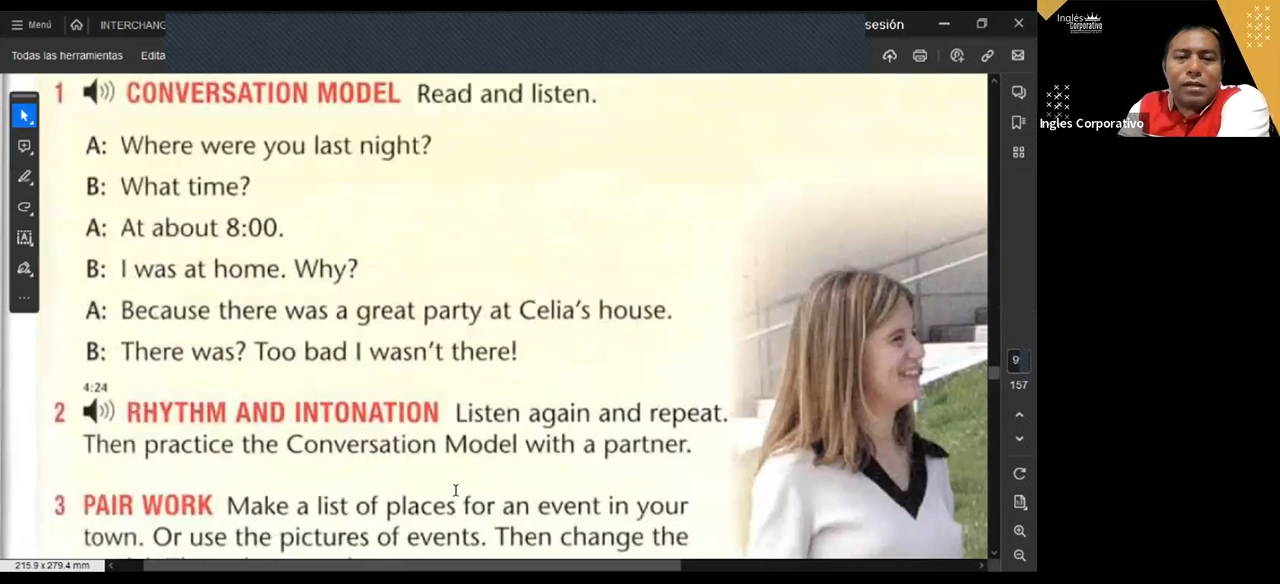 Menú
INTERCHANG
sesión
Todas las herramientas
Edita
1 CONVERSATION MODEL Read and listen.
A: Where were you last night?
B: What time?
A: At about 8:00.
B: I was at home. Why?
A: Because there was a great party at Celia's house.
B: There was? Too bad I wasn't there!
4:24
2 RHYTHM AND INTONATION Listen again and repeat.
Then practice the Conversation Model with a partner.
3 PAIR WORK Make a list of places for an event in your
town. Or use the pictures of events. Then change the
9
157
215.9 x 279.4 mm
Inglés
Corporativo
Ingles Corporativo